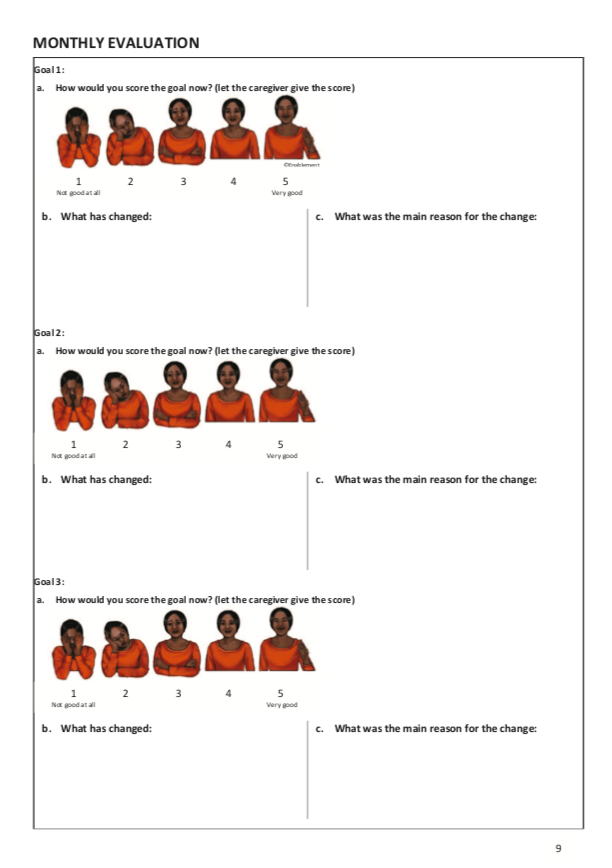 MONTHLY EVALUATION
Goal 1:
a. How would you score the goal now? (let the caregiver give the score)
©Enablement
1 2 3 4 5
Not good at all Very good
b. What has changed: c. What was the main reason for the change:
Goal 2:
a. How would you score the goal now? (let the caregiver give the score)
1 2 3 4 5
Not good at all Very good
b. What has changed: c. What was the main reason for the change:
Goal 3:
a. How would you score the goal now? (let the caregiver give the score)
1 2 3 4 5
Not good at all Very good
b. What has changed: c. What was the main reason for the change:
9